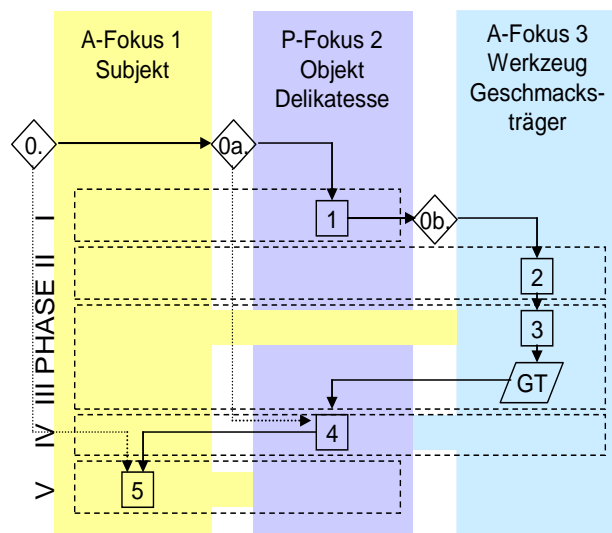 A-Fokus 1
Subjekt
P-Fokus 2
Objekt
Delikatesse
A-Fokus 3
Werkzeug
Geschmacks-
träger
0.
0a.
1
0b.
2
3
GT
4
5
I
PHASE II
III
IV
V